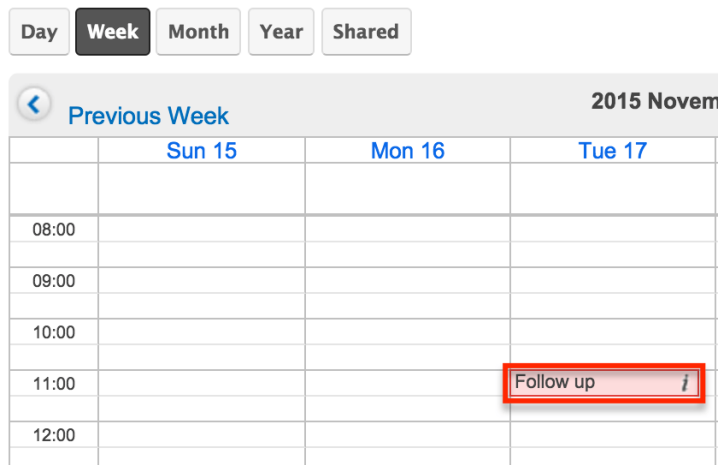 Day Week Month Year Shared
2015 Novem
Previous Week
Sun 15 Mon 16 Tue 17
08:00
09:00
10:00
11:00 Follow up i
12:00